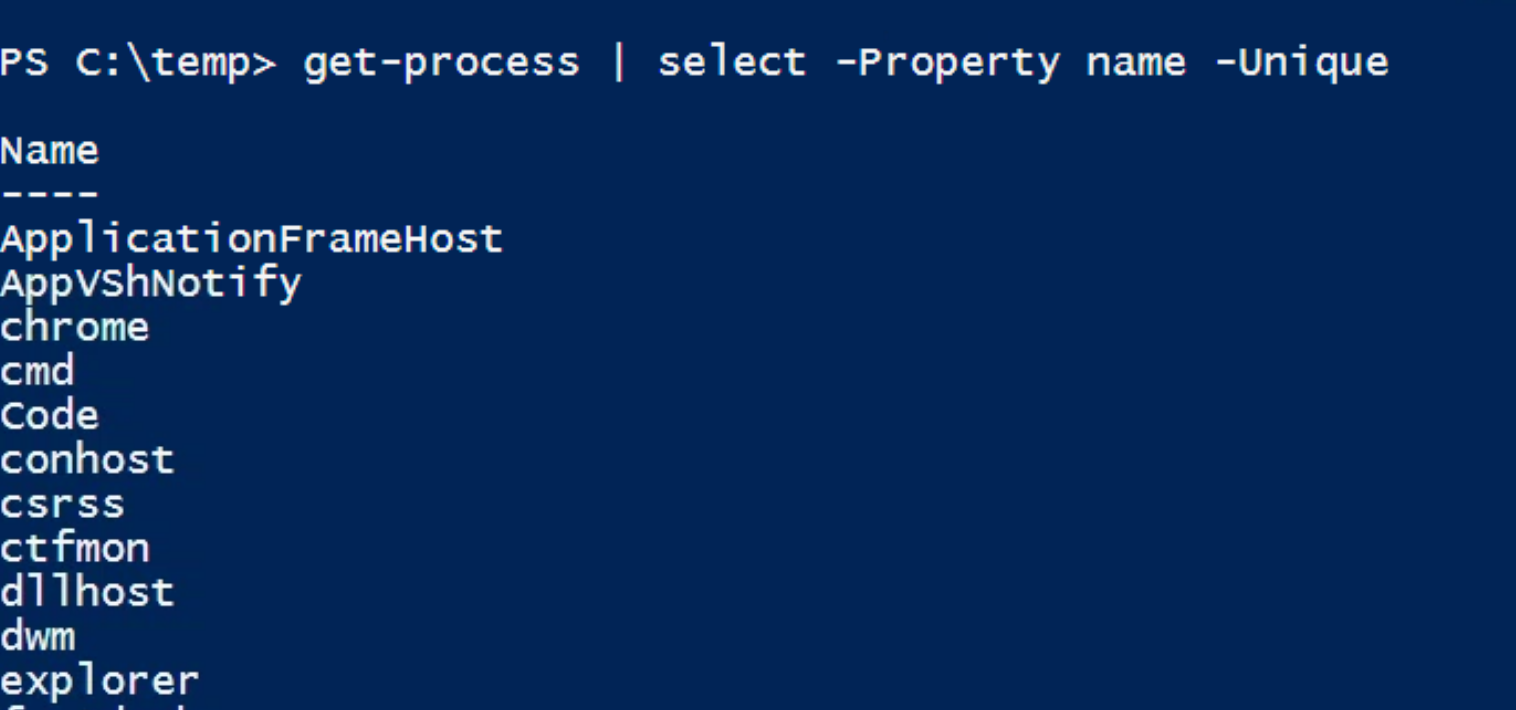 PS C:\temp> get-process | select -Property name -Unique
Name
----
ApplicationFrameHost
AppVShNotify
chrome
cmd
Code
conhost
csrss
ctfmon
dllhost
dwm
explorer